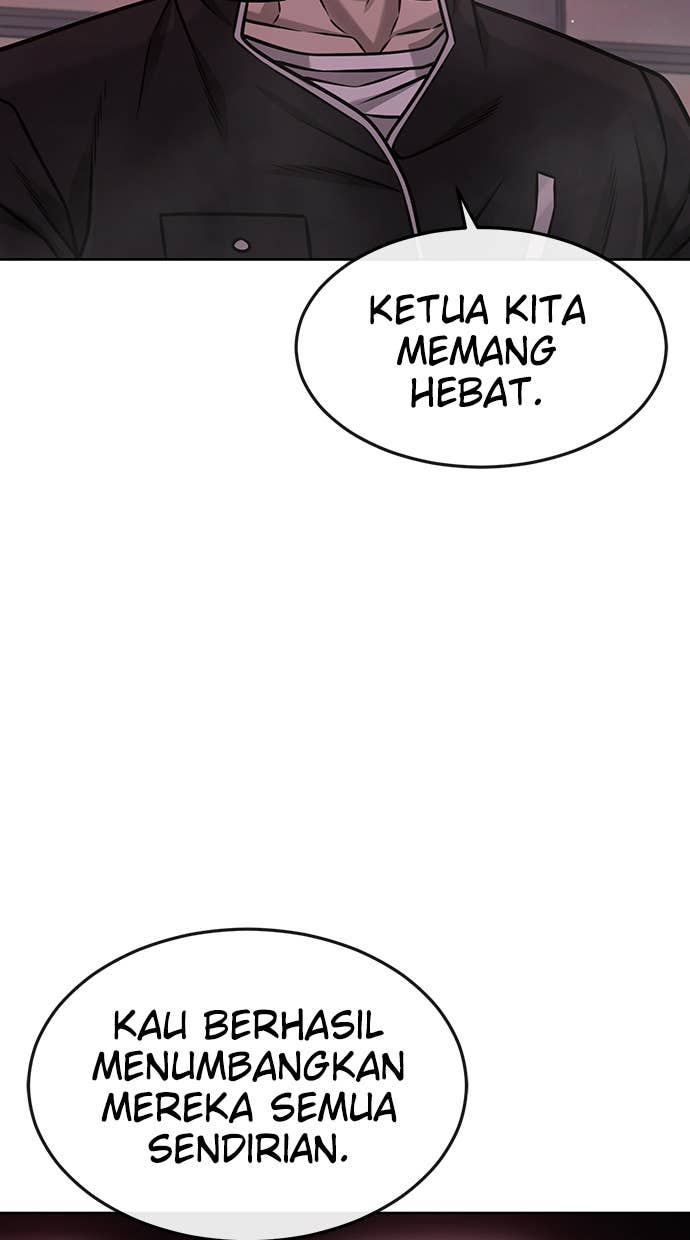 KETUA KITA
MEMANG
HEBAT.
KAU BERHASIL
MENUMBANGKAN
MEREKA SEMUA
SENDIRIAN.